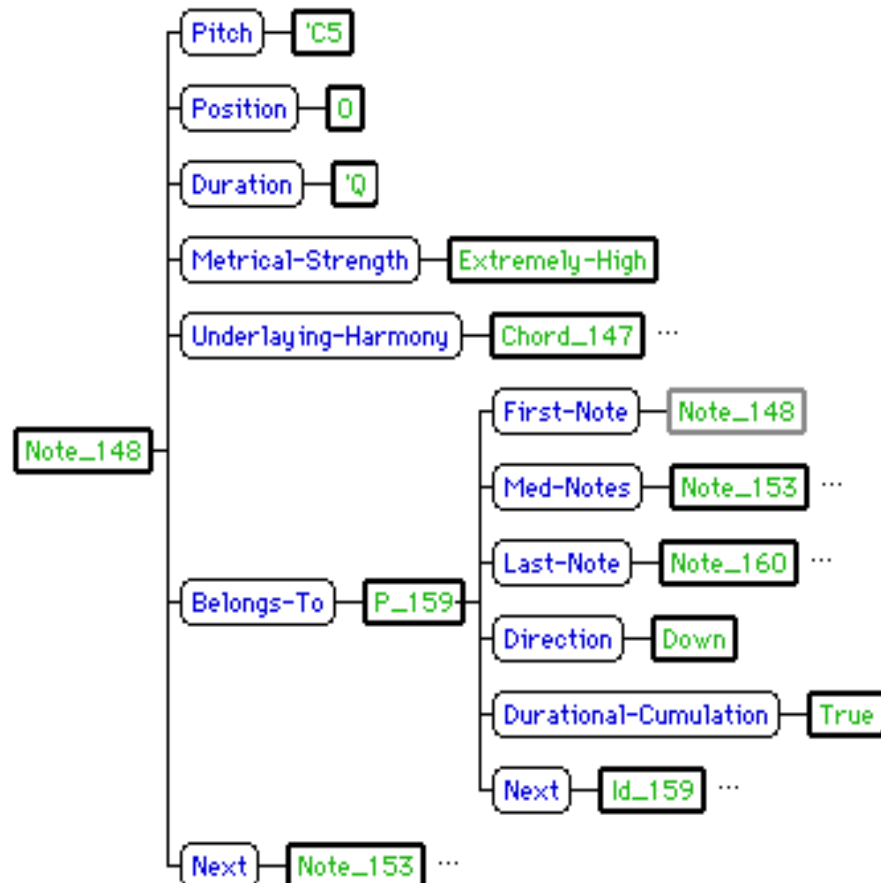 Pitch 'C5
Position 0
Duration 'Q
Metrical-Strength Extremely-High
Underlaying-Harmony Chord_147 ...
First-Note Note_148
Note_148
Med-Notes Note_153 ...
Last-Note Note_160 ...
Belongs-To P_159
Direction Down
Durational-Cumulation True
Next Id_159 ...
Next Note_153 ...